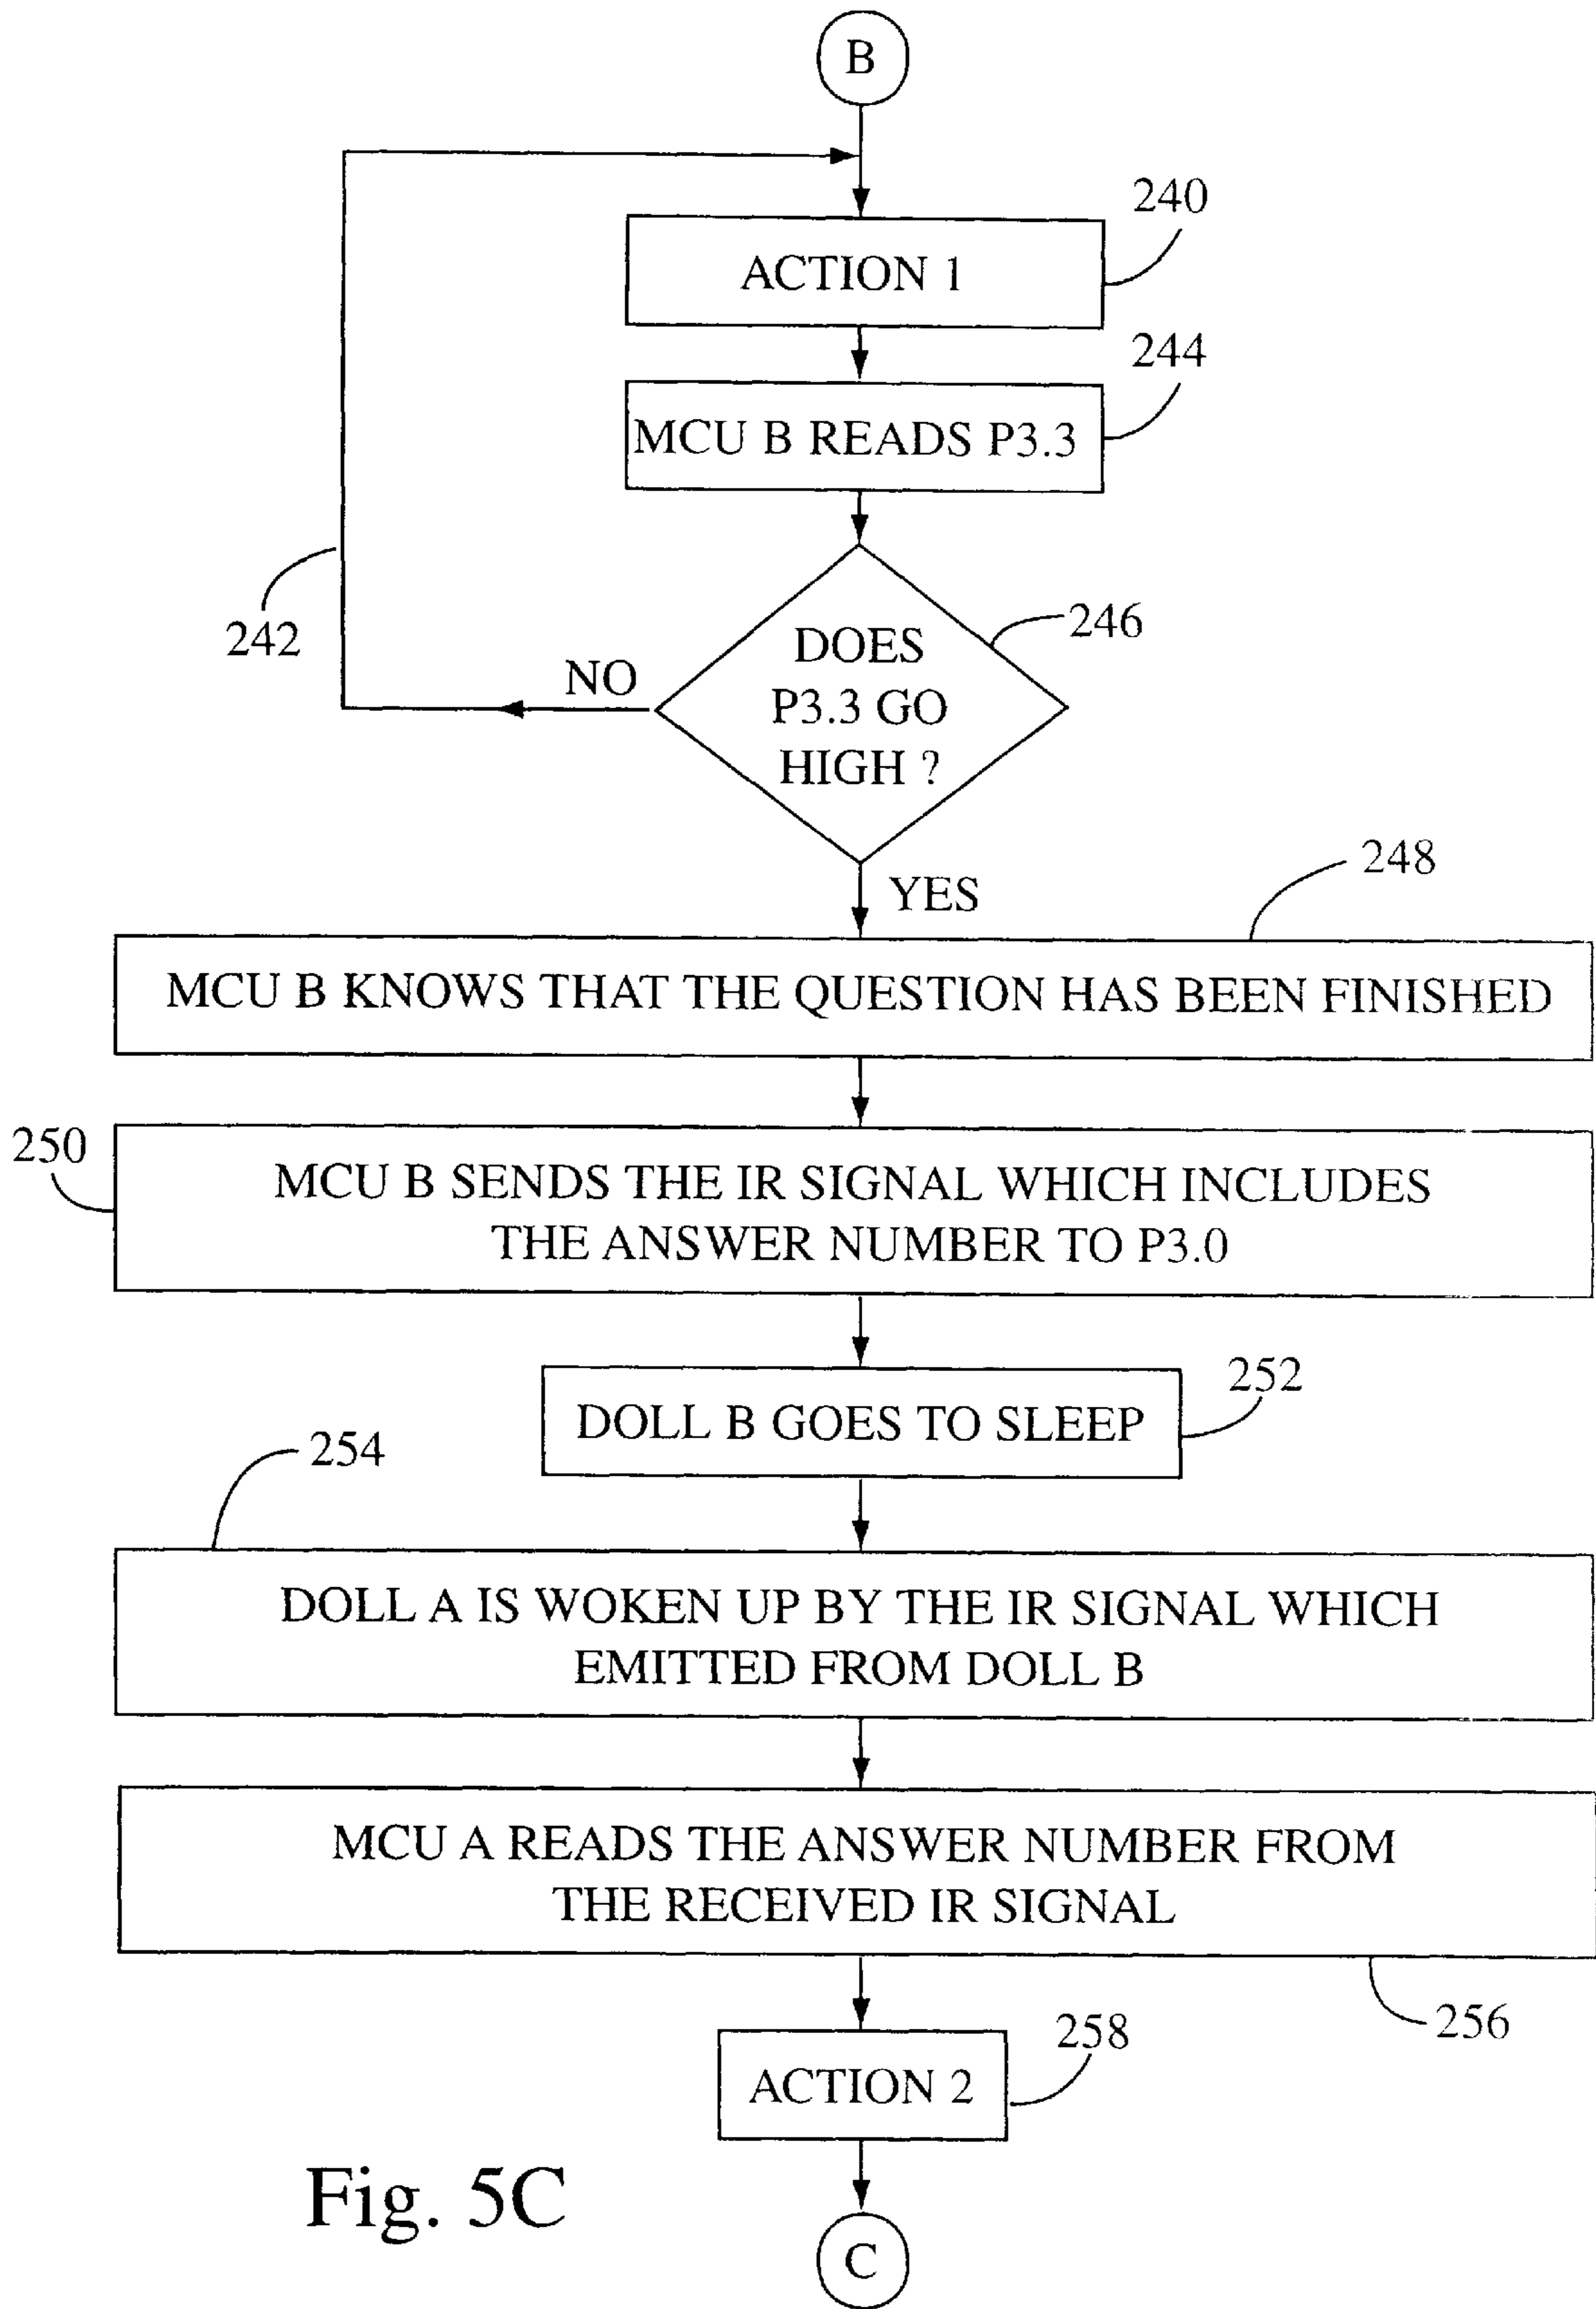 B
240
ACTION 1
244
MCU B READS P3.3
246
DOES
P3.3 GO
HIGH ?
NO
242
YES
248
MCU B KNOWS THAT THE QUESTION HAS BEEN FINISHED
250
MCU B SENDS THE IR SIGNAL WHICH INCLUDES
THE ANSWER NUMBER TO P3.0
252
DOLL B GOES TO SLEEP
254
DOLL A IS WOKEN UP BY THE IR SIGNAL WHICH
EMITTED FROM DOLL B
MCU A READS THE ANSWER NUMBER FROM
THE RECEIVED IR SIGNAL
256
258
ACTION 2
Fig. 5C
C